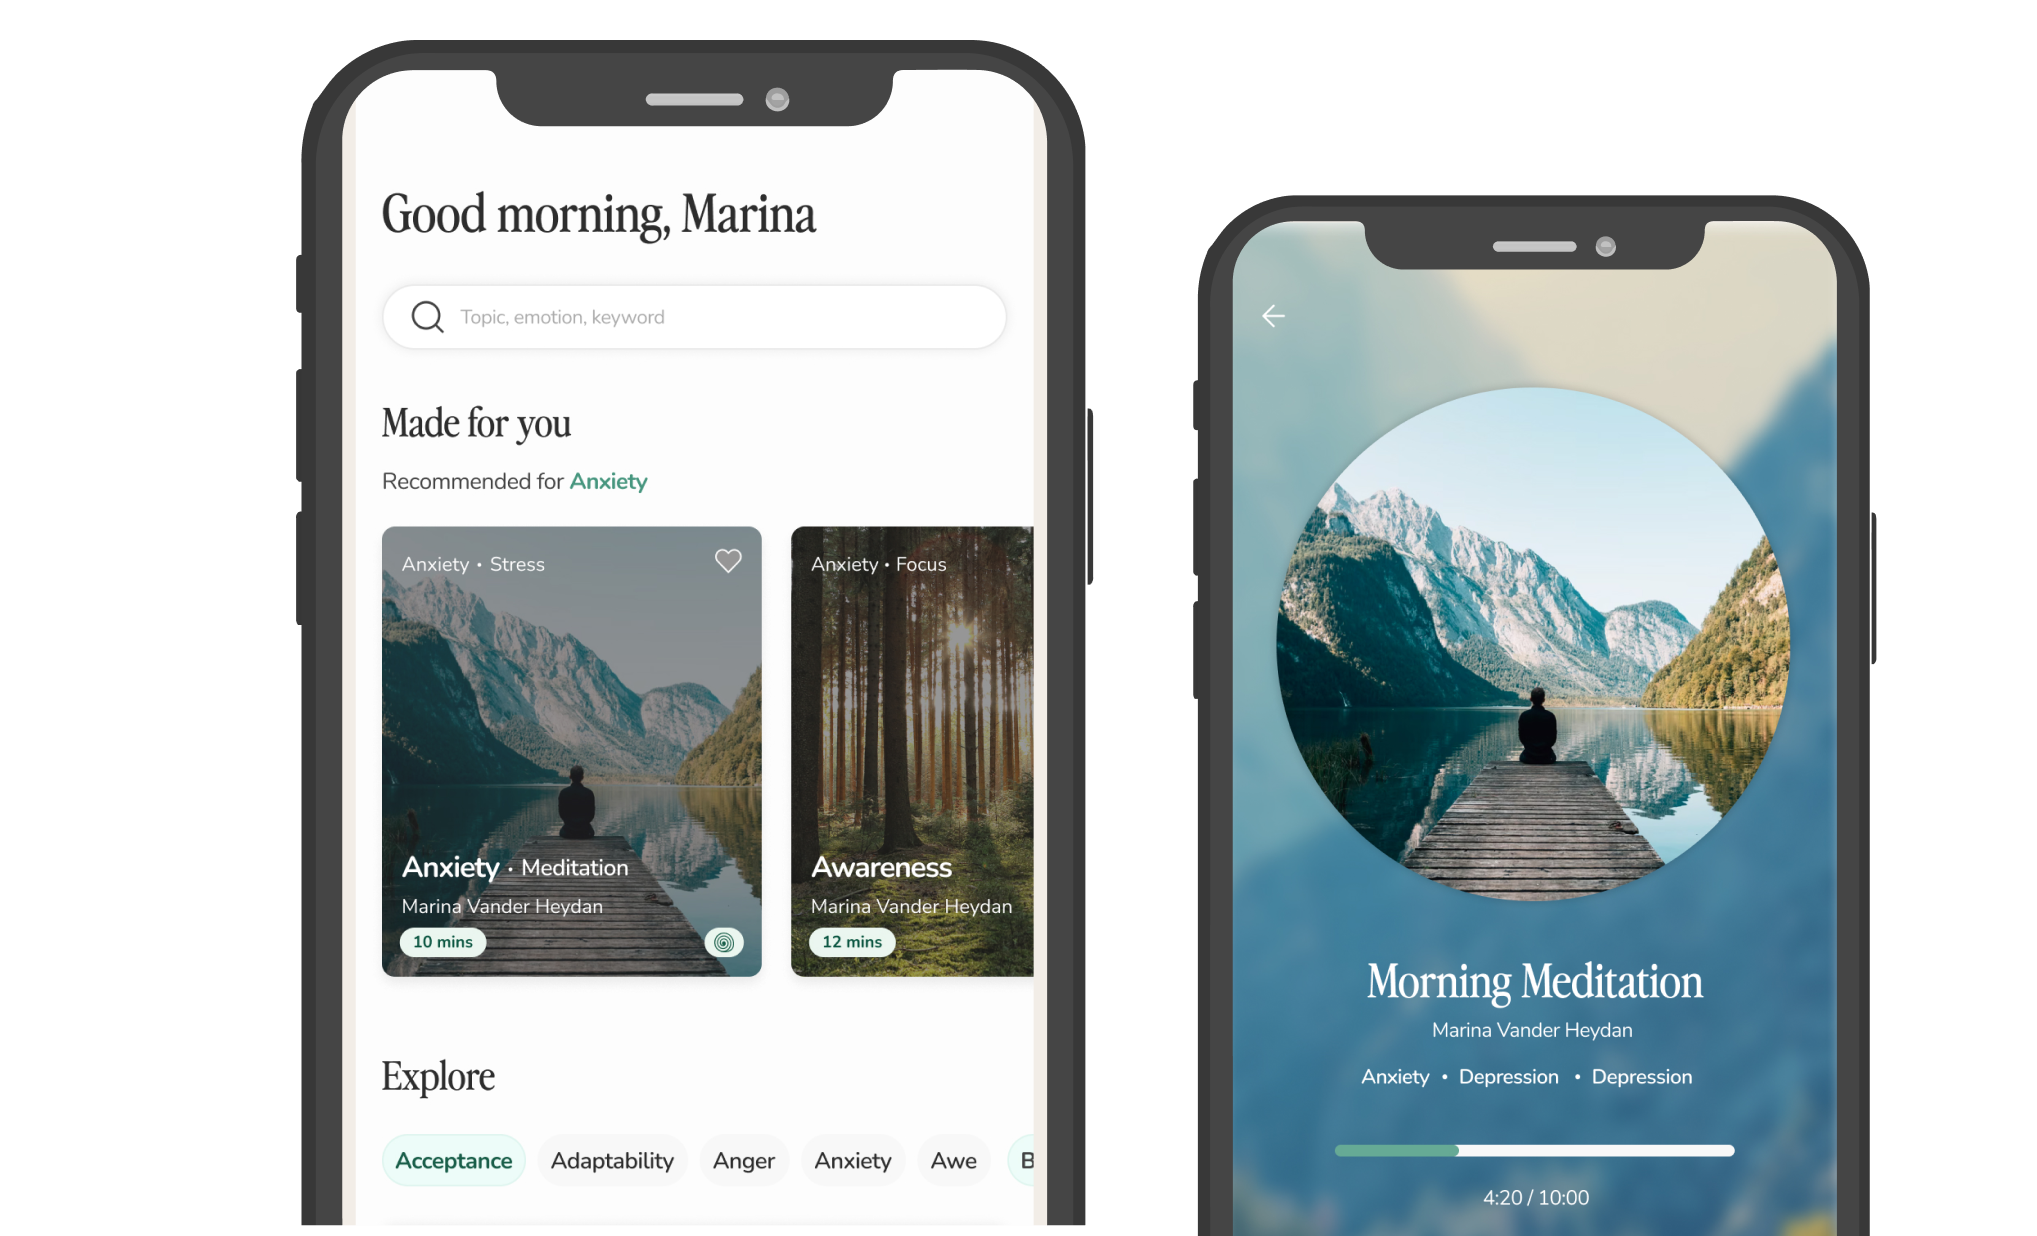 Good morning, Marina
Topic, emotion, keyword
Made for you
Recommended for Anxiety
Anxiety • Stress
Anxiety · Meditation
Marina Vander Heydan
10 mins
Anxiety • Focus
Awareness
Marina Vander Heydan
12 mins
Explore
Acceptance
Adaptability
Anger
Anxiety
Awe
B
Morning Meditation
Marina Vander Heydan
Anxiety • Depression • Depression
4:20 / 10:00